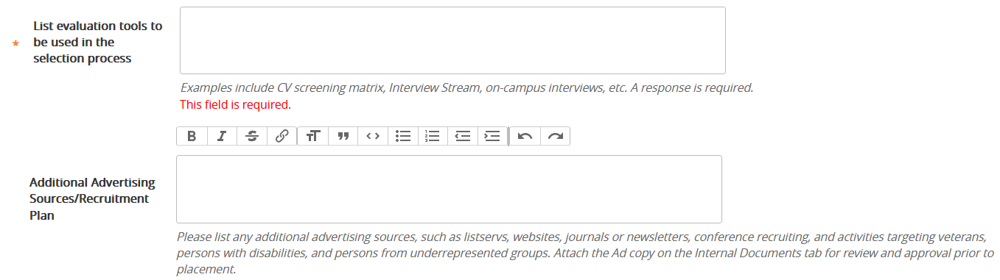 List evaluation tools to
* be used in the
selection process
Examples include CV screening matrix, Interview Stream, on-campus interviews, etc. A response is required.
This field is required.
B I S
Additional Advertising
Sources/Recruitment
Plan
Please list any additional advertising sources, such as listservs, websites, journals or newsletters, conference recruiting, and activities targeting veterans,
persons with disabilities, and persons from underrepresented groups. Attach the Ad copy on the Internal Documents tab for review and approval prior to
placement.